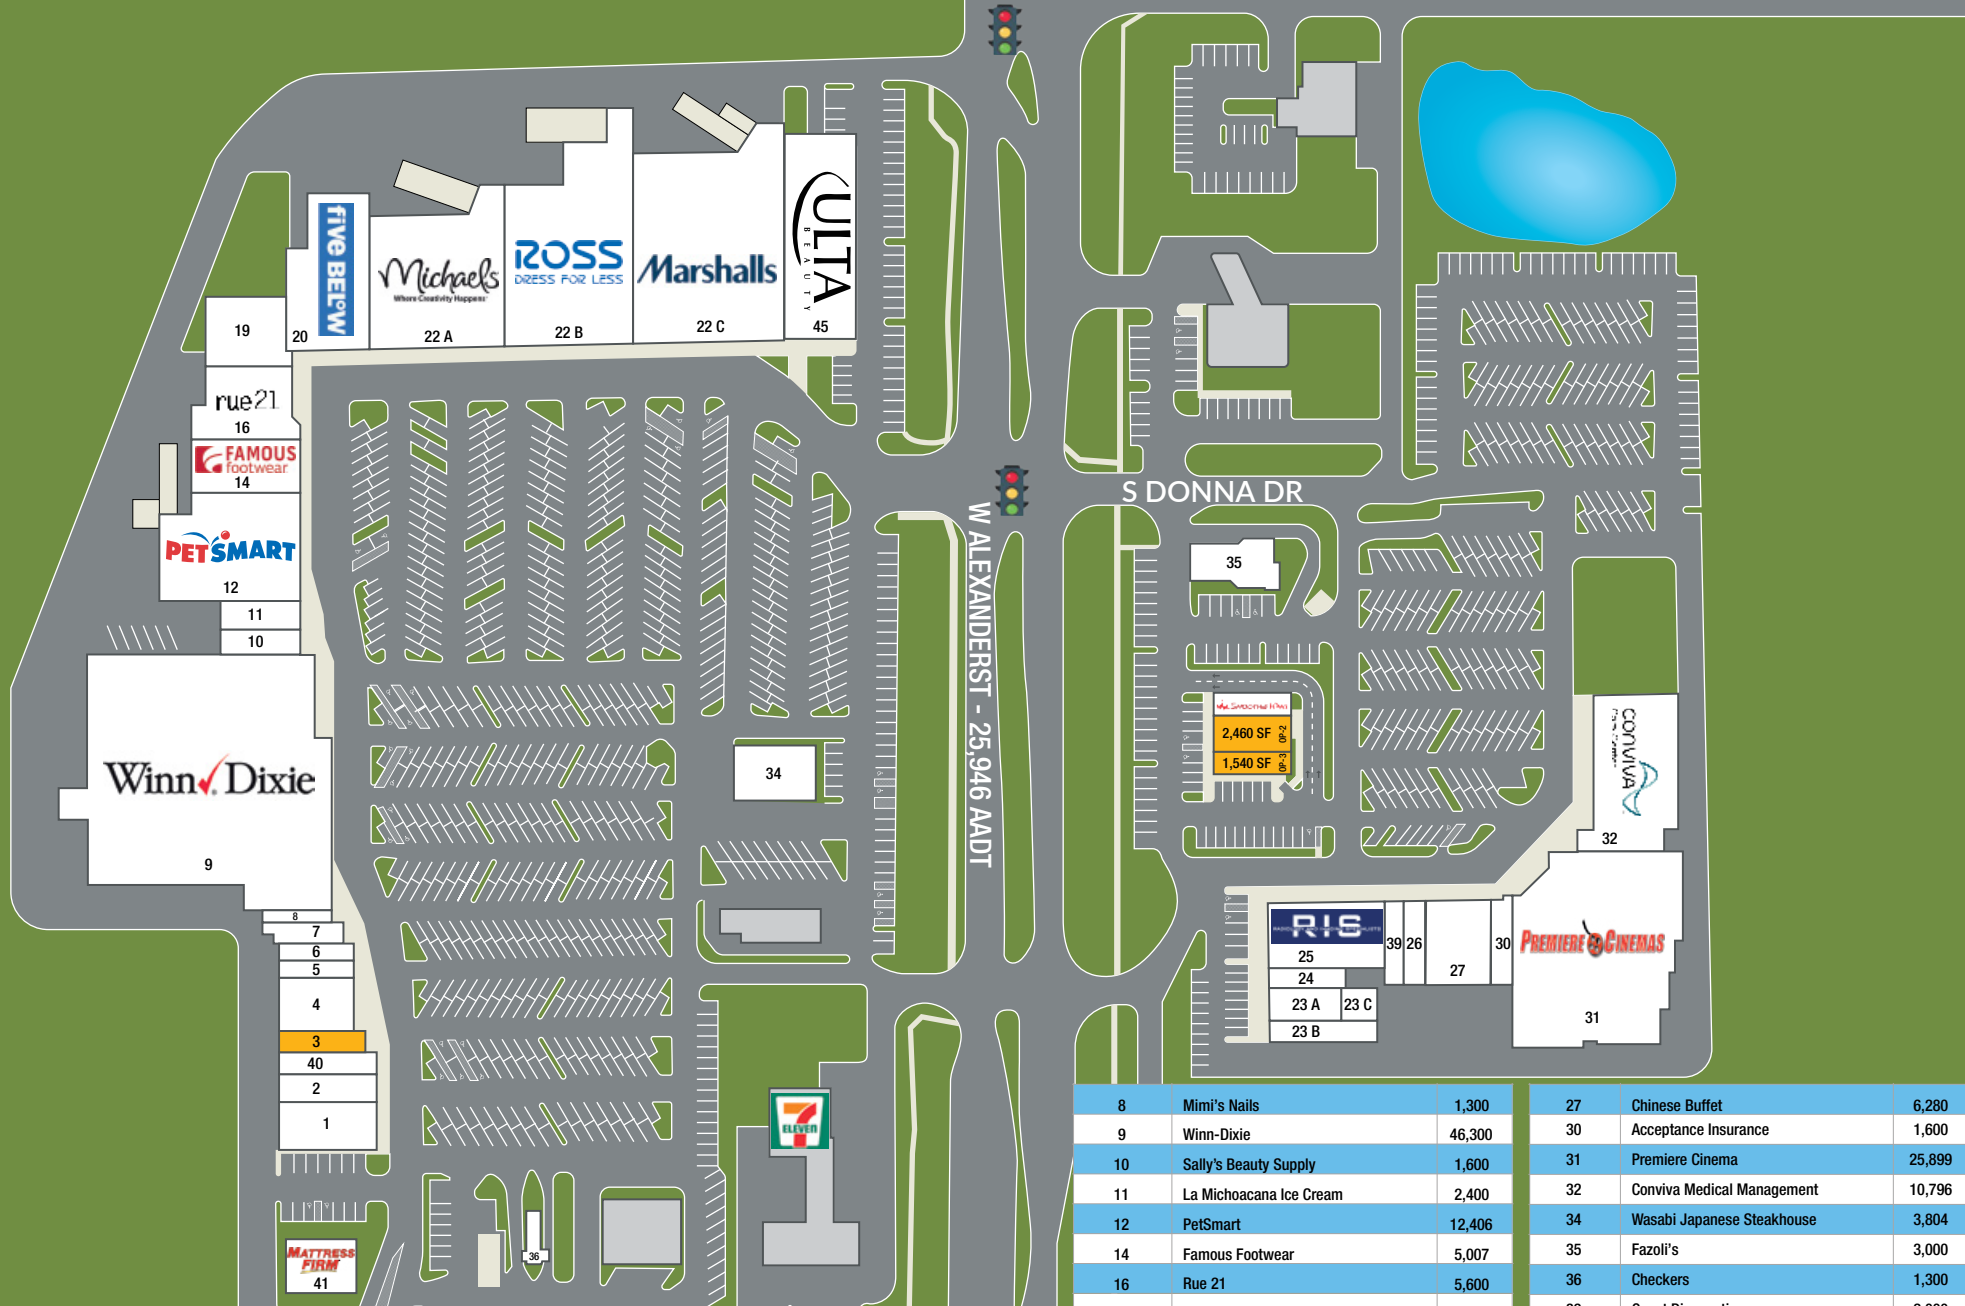 five BELOW
20
Michaels
Where Creativity Happens
22 A
ROSS
DRESS FOR LESS
22 B
Marshalls
22 C
ULTA
BEAUTY
45
19
rue21
16
FAMOUS
footwear
14
PETSMART
12
11
10
Winn Dixie
9
8
7
6
5
4
3
40
2
1
MATTRESS
FIRM
41
36
34
7
ELEVEN
W ALEXANDERST - 25,946 AADT
S DONNA DR
35
2,460 SF
OP-2
1,540 SF
OP-3
CONVIVA
32
RIS
25
24
23 A
23 C
23 B
39
26
27
30
PREMIERE CINEMAS
31
8 Mimi's Nails 1,300
9 Winn-Dixie 46,300
10 Sally's Beauty Supply 1,600
11 La Michoacana Ice Cream 2,400
12 PetSmart 12,406
14 Famous Footwear 5,007
16 Rue 21 5,600
27 Chinese Buffet 6,280
30 Acceptance Insurance 1,600
31 Premiere Cinema 25,899
32 Conviva Medical Management 10,796
34 Wasabi Japanese Steakhouse 3,804
35 Fazoli's 3,000
36 Checkers 1,300